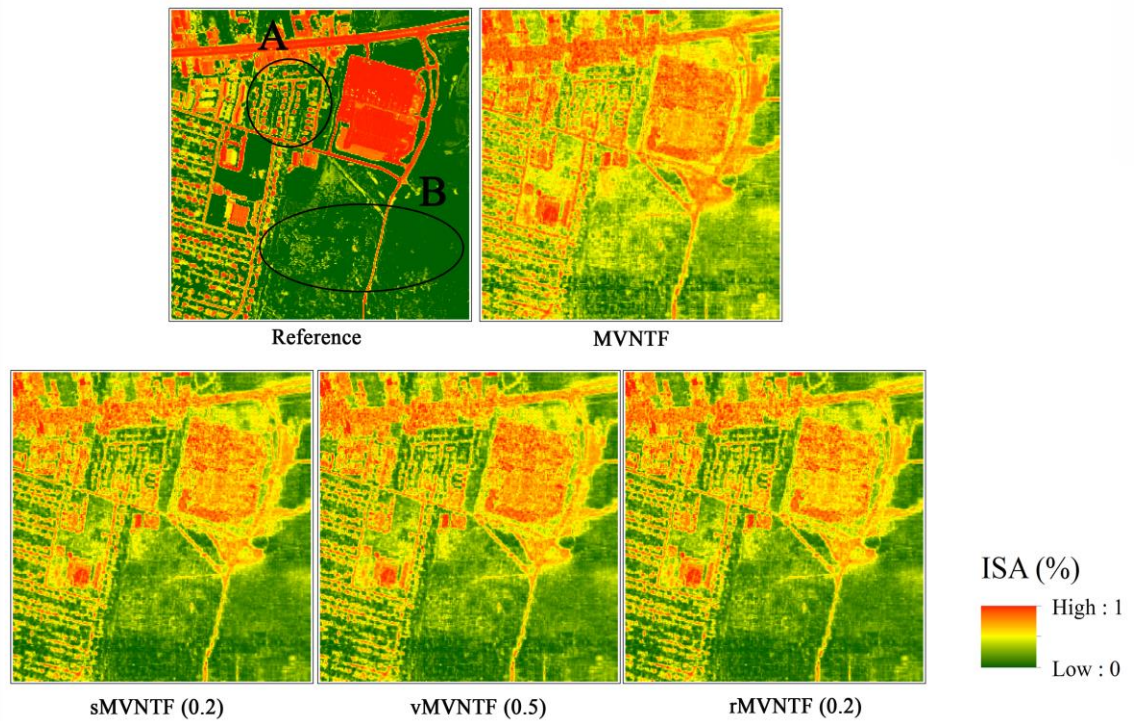 A
B
Reference
MVNTF
sMVNTF (0.2)
vMVNTF (0.5)
rMVNTF (0.2)
ISA (%)
High : 1
Low : 0